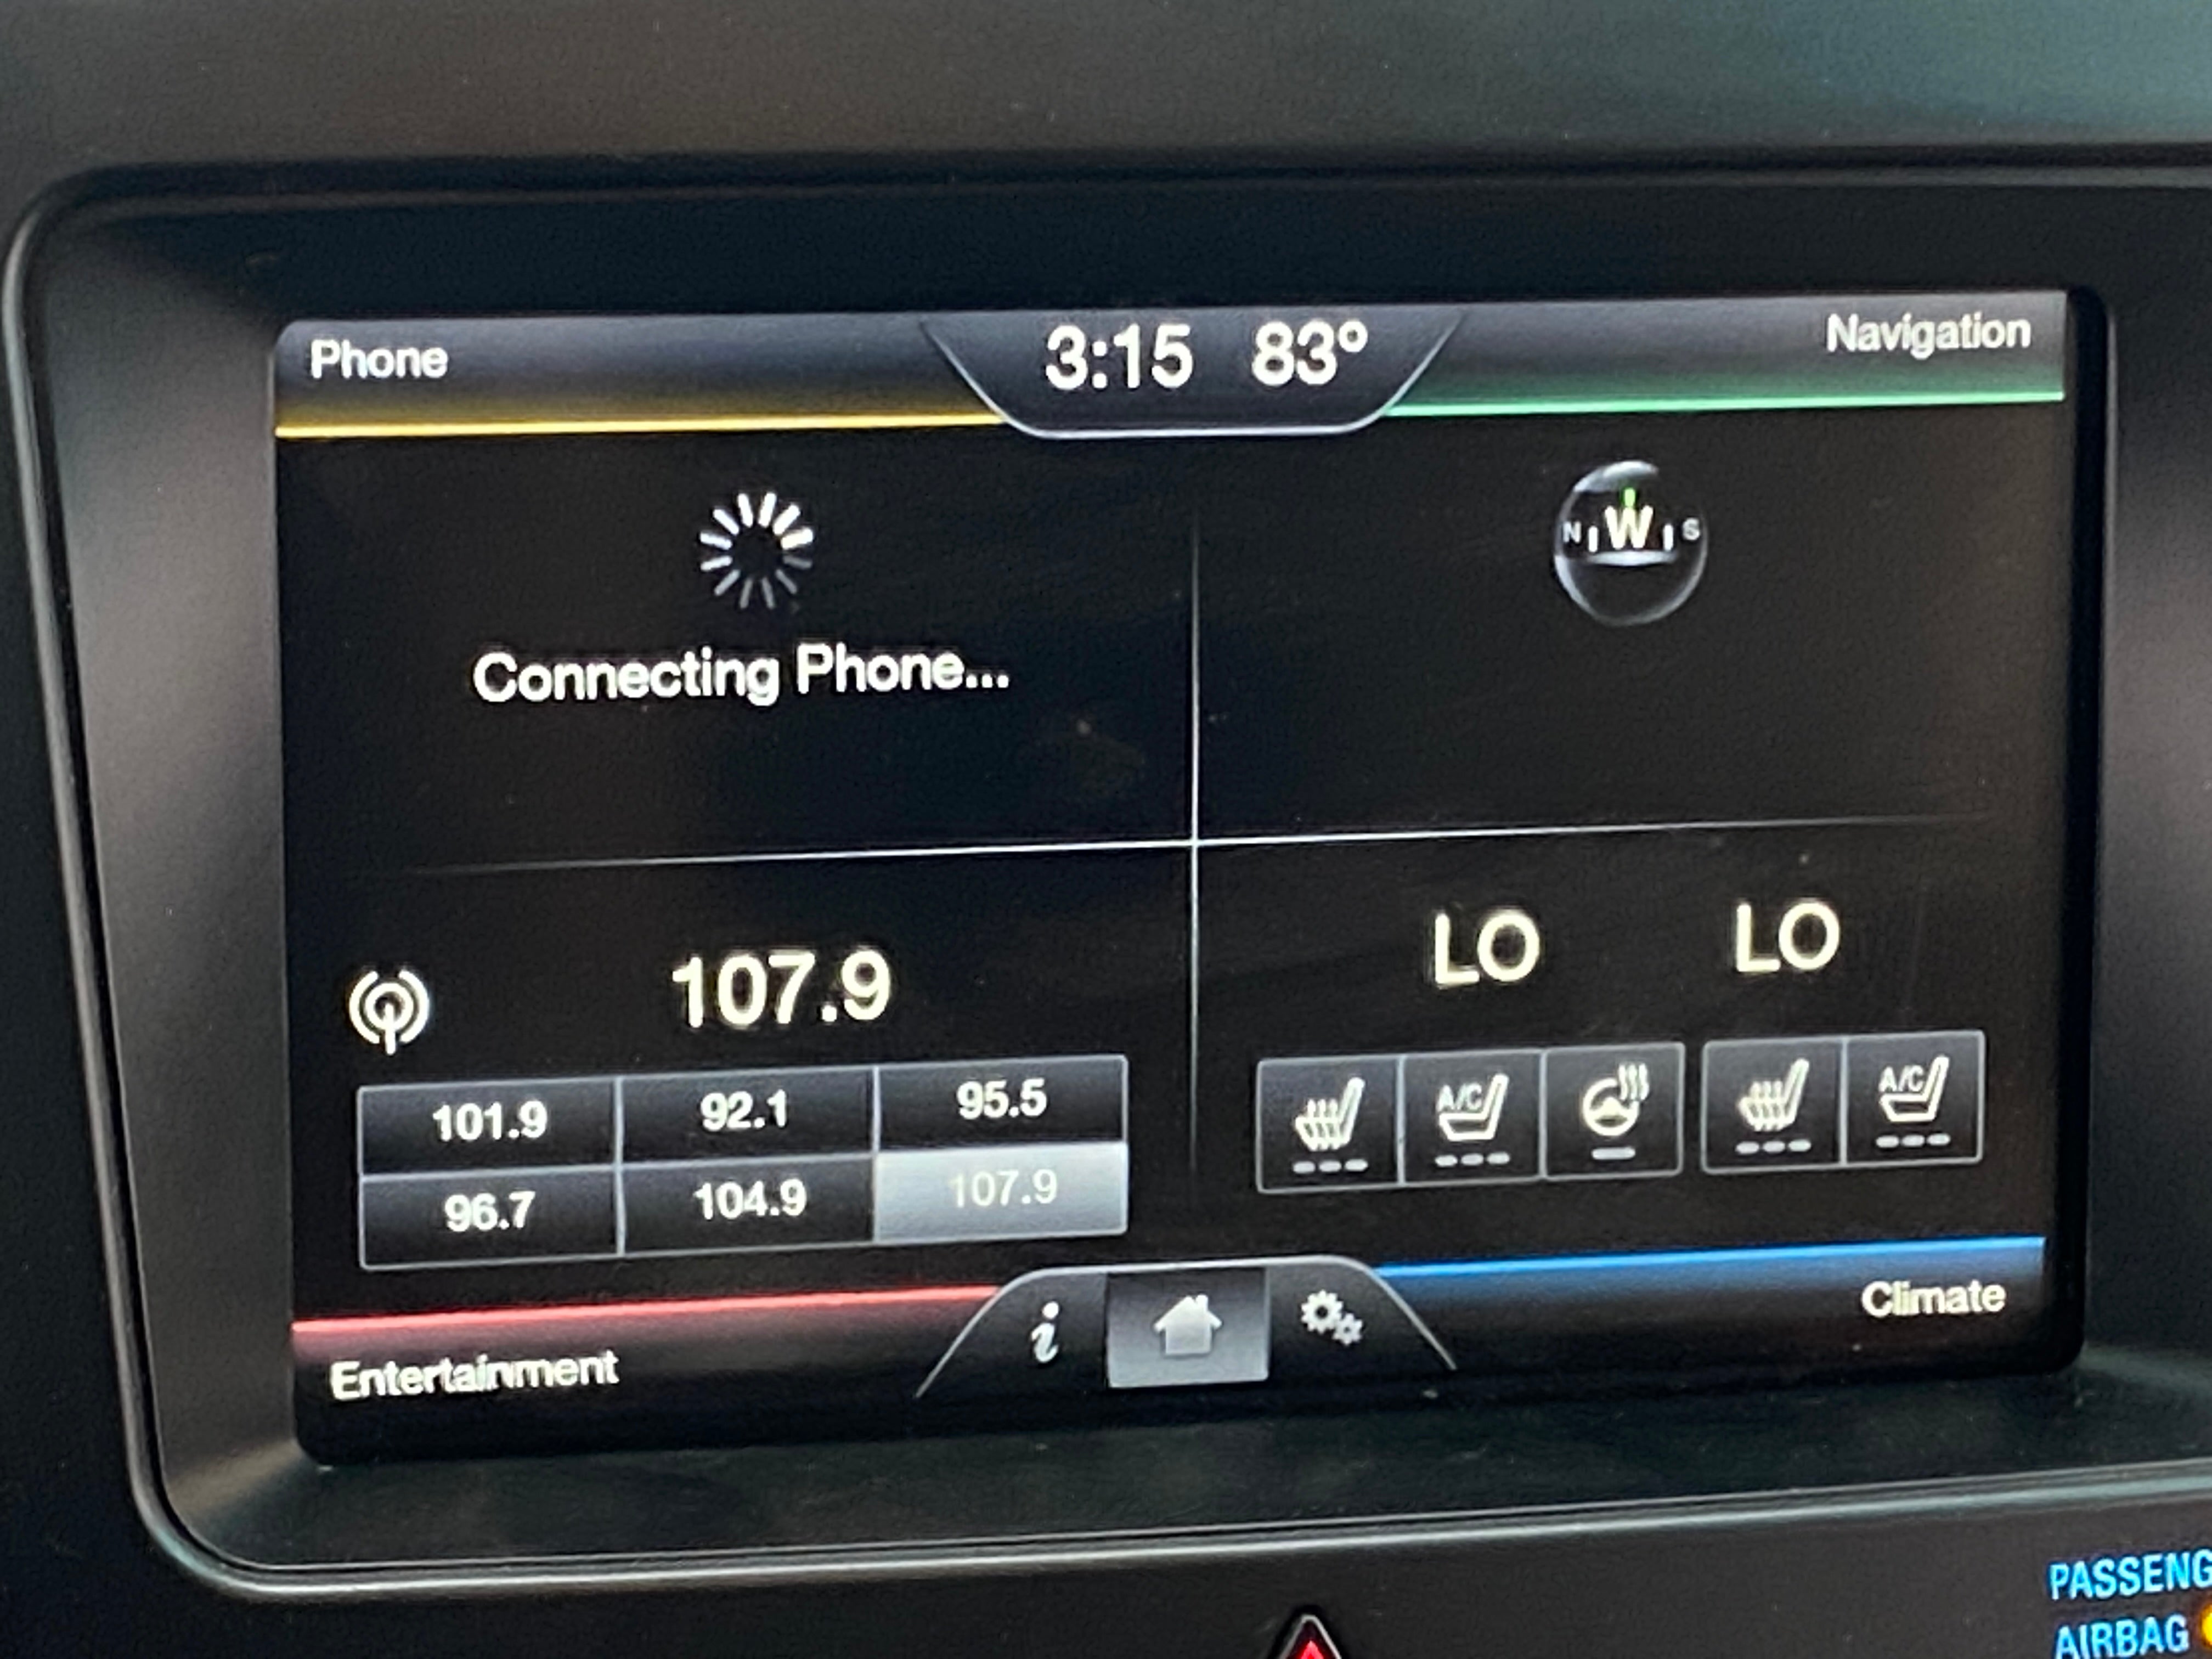 Phone
3:15 83°
Navigation
N W S
Connecting Phone...
107.9
101.9 92.1 95.5
96.7 104.9 107.9
LO LO
A/C A/C
Entertainment
i
Climate
PASSENG
AIRBAG